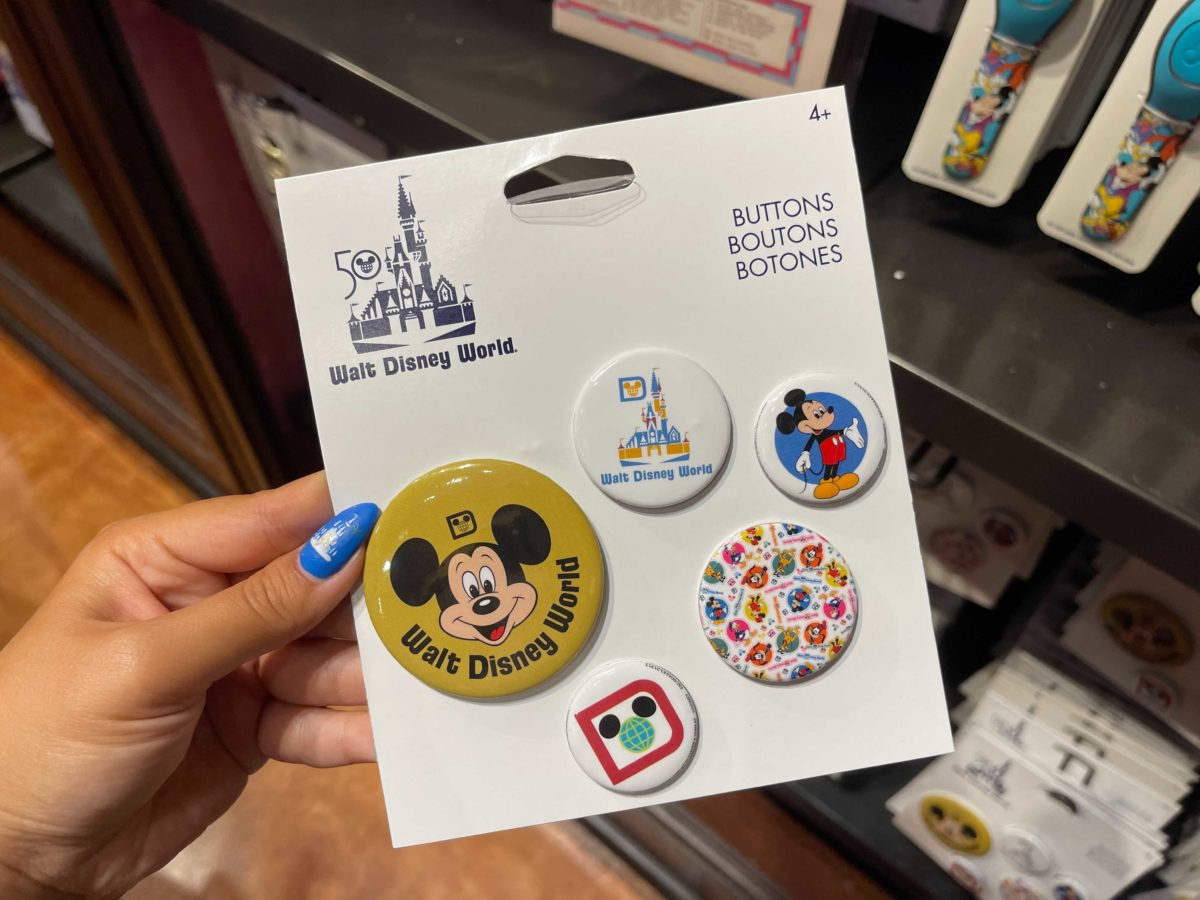 4+
BUTTONS
BOUTONS
BOTONES
50
Walt Disney World.
D
Walt Disney World
D
Walt Disney World
D